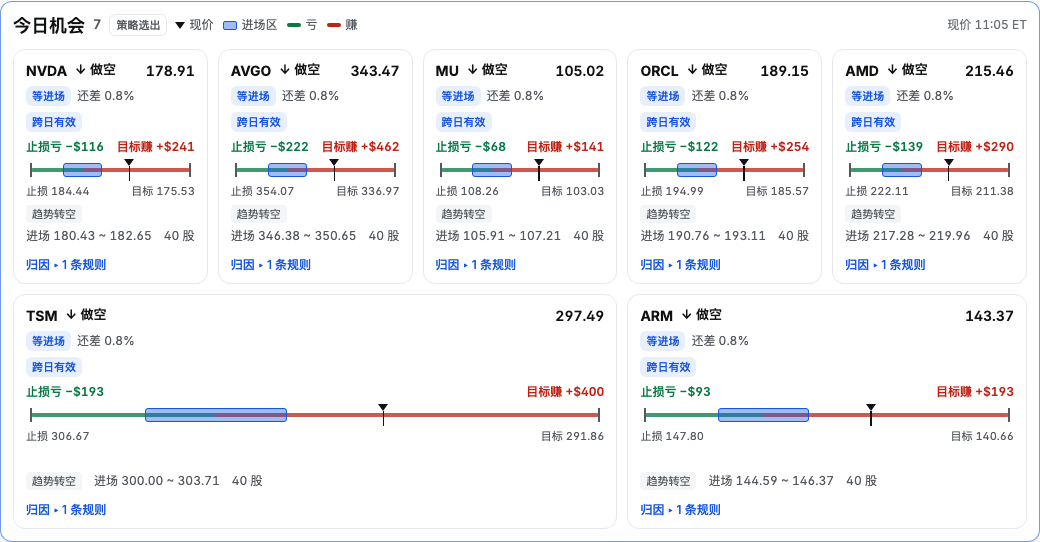 今日机会 7 策略选出 现价 进场区 亏 赚 现价 11:05 ET
NVDA ↓ 做空 178.91
等进场 还差 0.8%
跨日有效
止损亏 −$116 目标赚 +$241
止损 184.44 目标 175.53
趋势转空
进场 180.43 ~ 182.65 40 股
归因 ▸ 1 条规则
AVGO ↓ 做空 343.47
等进场 还差 0.8%
跨日有效
止损亏 −$222 目标赚 +$462
止损 354.07 目标 336.97
趋势转空
进场 346.38 ~ 350.65 40 股
归因 ▸ 1 条规则
MU ↓ 做空 105.02
等进场 还差 0.8%
跨日有效
止损亏 −$68 目标赚 +$141
止损 108.26 目标 103.03
趋势转空
进场 105.91 ~ 107.21 40 股
归因 ▸ 1 条规则
ORCL ↓ 做空 189.15
等进场 还差 0.8%
跨日有效
止损亏 −$122 目标赚 +$254
止损 194.99 目标 185.57
趋势转空
进场 190.76 ~ 193.11 40 股
归因 ▸ 1 条规则
AMD ↓ 做空 215.46
等进场 还差 0.8%
跨日有效
止损亏 −$139 目标赚 +$290
止损 222.11 目标 211.38
趋势转空
进场 217.28 ~ 219.96 40 股
归因 ▸ 1 条规则
TSM ↓ 做空 297.49
等进场 还差 0.8%
跨日有效
止损亏 −$193 目标赚 +$400
止损 306.67 目标 291.86
趋势转空 进场 300.00 ~ 303.71 40 股
归因 ▸ 1 条规则
ARM ↓ 做空 143.37
等进场 还差 0.8%
跨日有效
止损亏 −$93 目标赚 +$193
止损 147.80 目标 140.66
趋势转空 进场 144.59 ~ 146.37 40 股
归因 ▸ 1 条规则